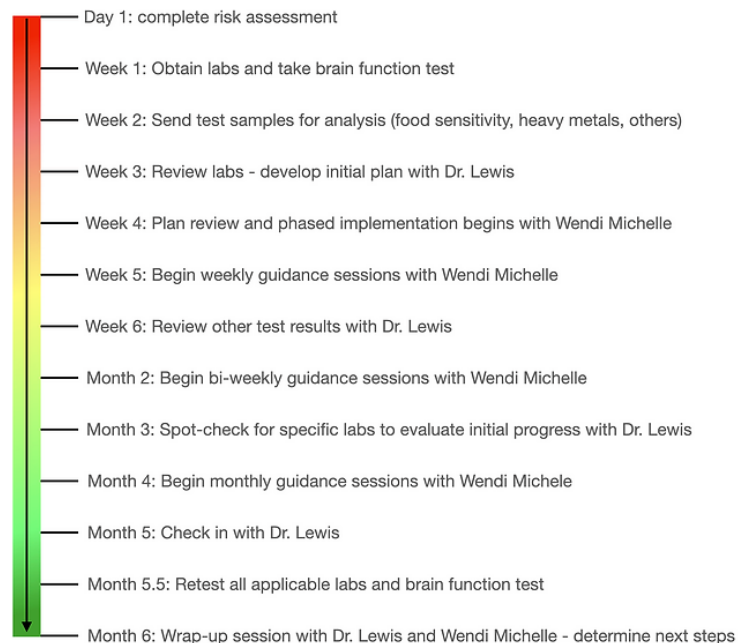 Day 1: complete risk assessment
Week 1: Obtain labs and take brain function test
Week 2: Send test samples for analysis (food sensitivity, heavy metals, others)
Week 3: Review labs - develop initial plan with Dr. Lewis
Week 4: Plan review and phased implementation begins with Wendi Michelle
Week 5: Begin weekly guidance sessions with Wendi Michelle
Week 6: Review other test results with Dr. Lewis
Month 2: Begin bi-weekly guidance sessions with Wendi Michelle
Month 3: Spot-check for specific labs to evaluate initial progress with Dr. Lewis
Month 4: Begin monthly guidance sessions with Wendi Michele
Month 5: Check in with Dr. Lewis
Month 5.5: Retest all applicable labs and brain function test
Month 6: Wrap-up session with Dr. Lewis and Wendi Michelle - determine next steps